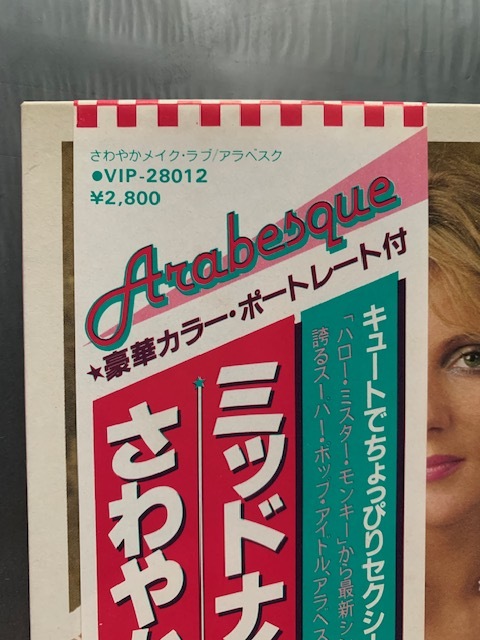 さわやかメイク・ラブ/アラベスク
●VIP-28012
¥2,800
Arabesque
★豪華カラー・ポートレート付
キュートでちょっぴりセクシ
「ハロー・ミスター・モンキー」から最新シ
誇るスーパー・ポップ・アイドル、アラベス
ミッドナ
さわやか